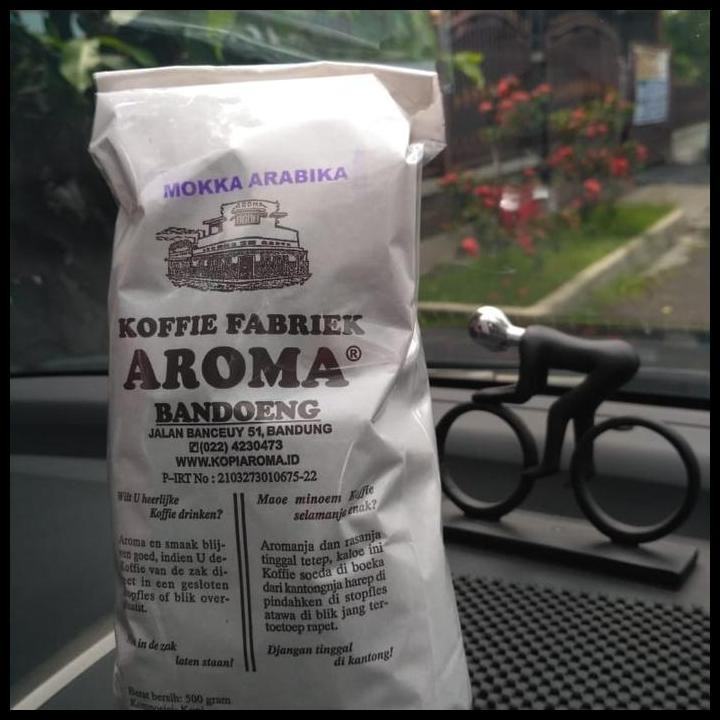 MOKKA ARABIKA
AROMA
KOFFIE FABRIEK
AROMA®
BANDOENG
JALAN BANCEUY 51, BANDUNG
(022) 4230473
WWW.KOPIAROMA.ID
P-IRT No : 2103273010675-22
Wilt U heerlijke
Koffie drinken?
Aroma en smaak blij-
ven goed, indien U de
Koffie van de zak di-
in een gesloten
stopfles of blik over-
in de zak
laten staan!
Maoe minoem Koffie
selamanja enak?
Aromanja dan rasanja
tinggal tetep, kaloe ini
Koffie soeda di boeka
dari kantongnja harep di
pindahken di stopfles
atawa di blik jang ter-
toetoep rapet.
Djangan tinggal
di kantong!
Berat bersih: 500 gram